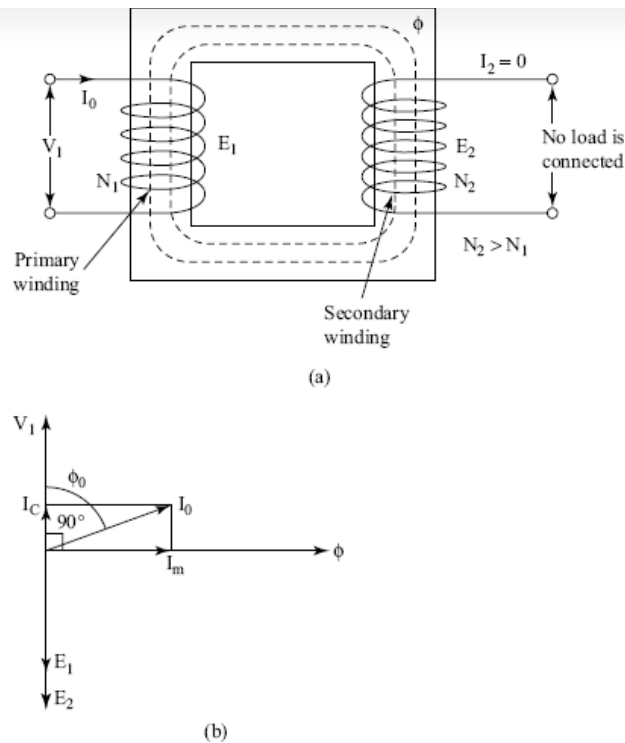 ϕ
I₂ = 0
I₀
V₁
E₁
E₂
No load is
connected
N₁
N₂
Primary
winding
N₂ > N₁
Secondary
winding
(a)
V₁
ϕ₀
I_C
I₀
90°
I_m
ϕ
E₁
E₂
(b)